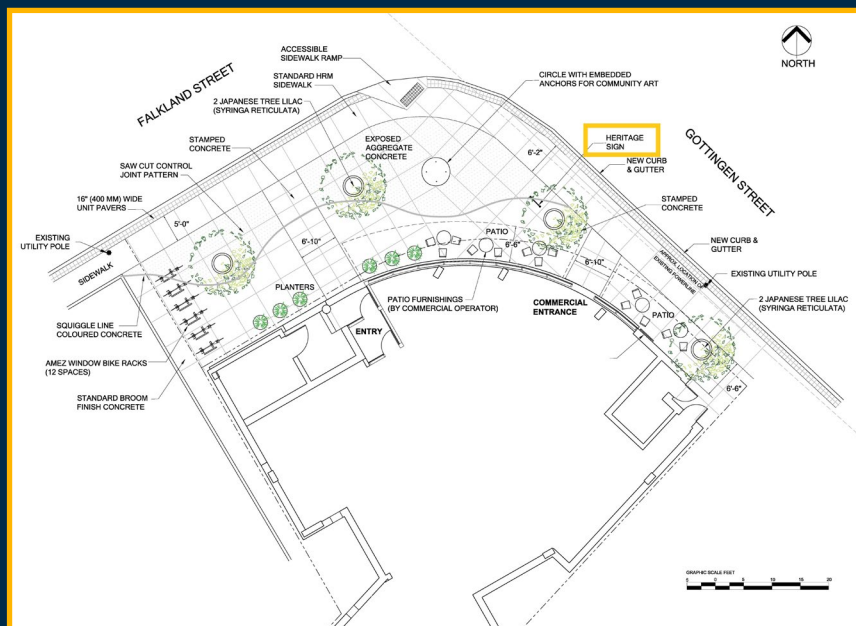 NORTH
FALKLAND STREET
GOTTINGEN STREET
ACCESSIBLE
SIDEWALK RAMP
STANDARD HRM
SIDEWALK
2 JAPANESE TREE LILAC
(SYRINGA RETICULATA)
STAMPED
CONCRETE
SAW CUT CONTROL
JOINT PATTERN
16" (400 MM) WIDE
UNIT PAVERS
EXISTING
UTILITY POLE
SIDEWALK
5'-0"
6'-10"
EXPOSED
AGGREGATE
CONCRETE
CIRCLE WITH EMBEDDED
ANCHORS FOR COMMUNITY ART
6'-2"
HERITAGE
SIGN
NEW CURB
& GUTTER
STAMPED
CONCRETE
NEW CURB &
GUTTER
APPROX. LOCATION OF
EXISTING POWERLINE
EXISTING UTILITY POLE
2 JAPANESE TREE LILAC
(SYRINGA RETICULATA)
PATIO
6'-6"
6'-10"
PATIO
6'-6"
PLANTERS
PATIO FURNISHINGS
(BY COMMERCIAL OPERATOR)
COMMERCIAL
ENTRANCE
ENTRY
SQUIGGLE LINE
COLOURED CONCRETE
AMEZ WINDOW BIKE RACKS
(12 SPACES)
STANDARD BROOM
FINISH CONCRETE
GRAPHIC SCALE FEET
5 0 5 10 15 20